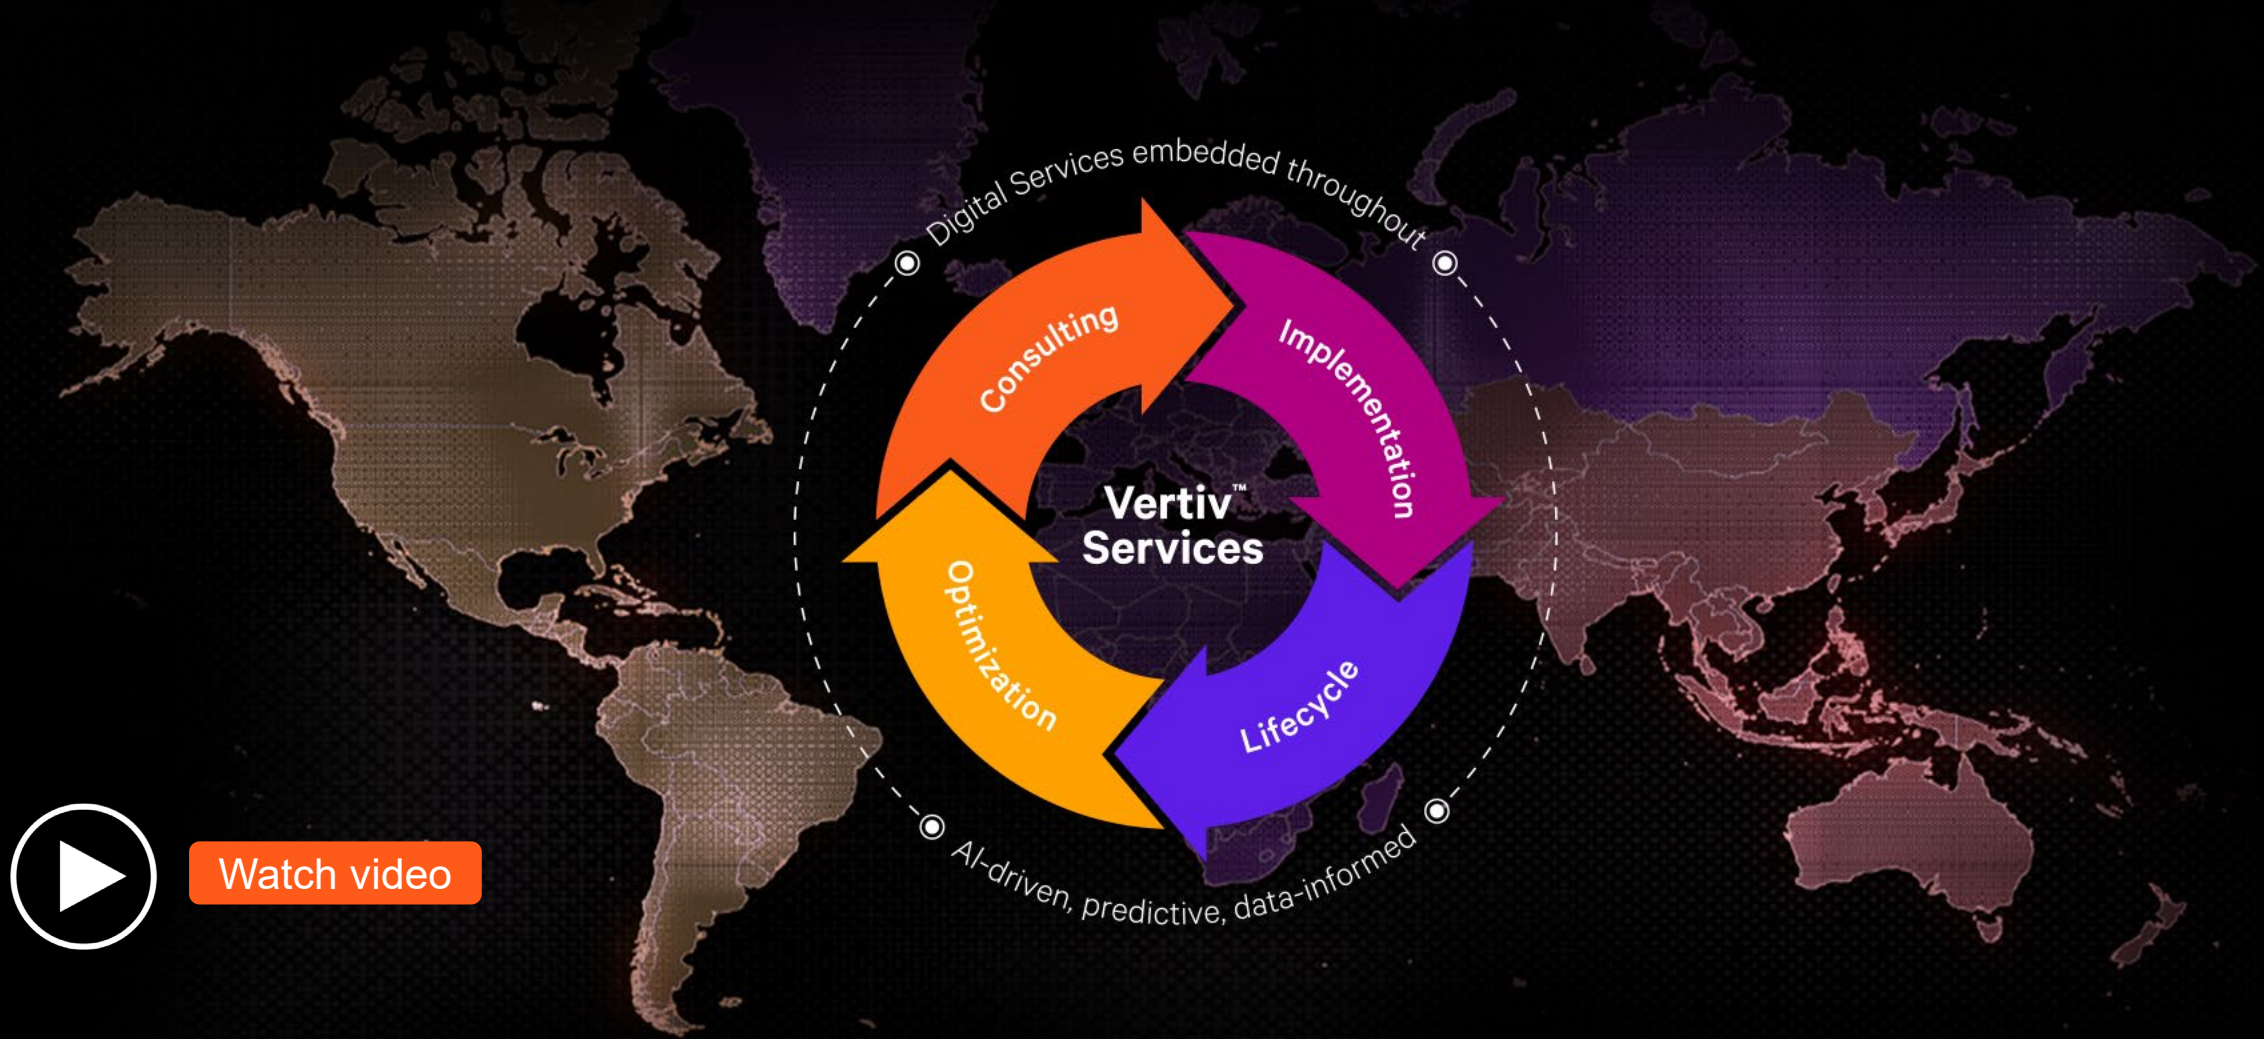 Digital Services embedded throughout
Consulting
Implementation
Vertiv™
Services
Optimization
Lifecycle
AI-driven, predictive, data-informed
Watch video